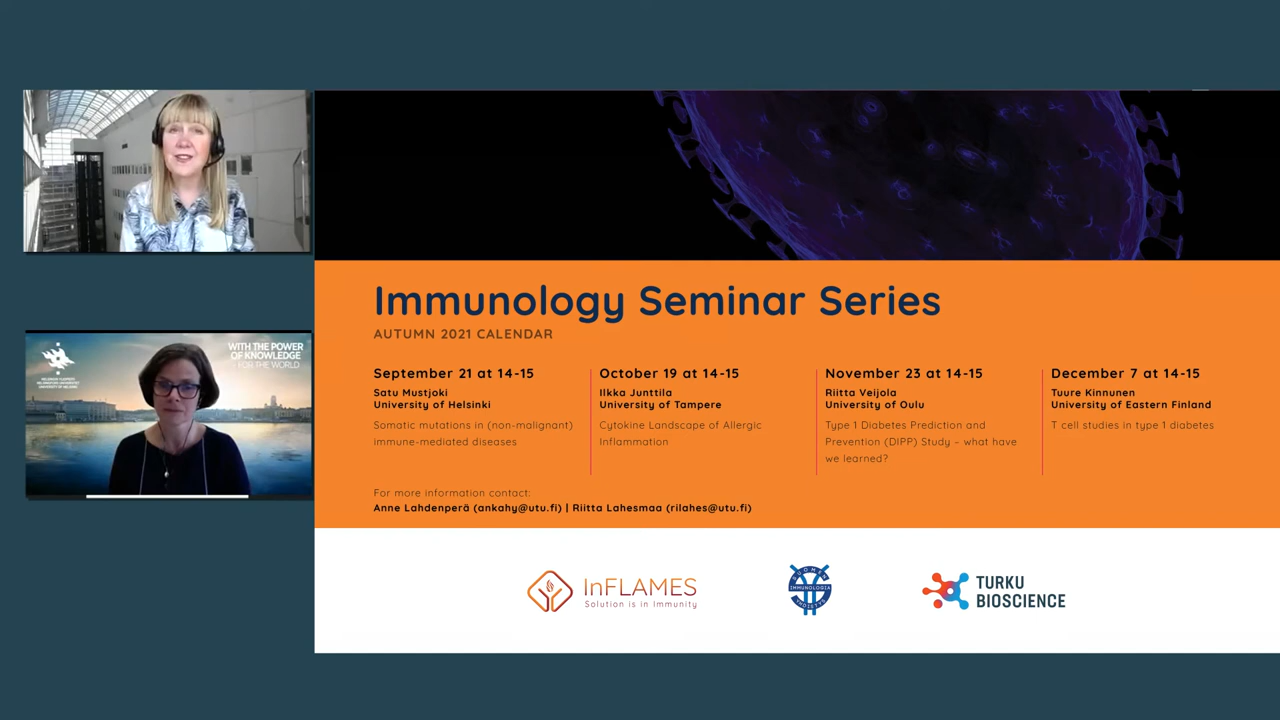 WITH THE POWER
OF KNOWLEDGE
FOR THE WORLD
Immunology Seminar Series
AUTUMN 2021 CALENDAR
September 21 at 14-15
Satu Mustjoki
University of Helsinki
Somatic mutations in (non-malignant)
immune-mediated diseases
October 19 at 14-15
Ilkka Junttila
University of Tampere
Cytokine Landscape of Allergic
Inflammation
November 23 at 14-15
Riitta Veijola
University of Oulu
Type 1 Diabetes Prediction and
Prevention (DIPP) Study – what have
we learned?
December 7 at 14-15
Tuure Kinnunen
University of Eastern Finland
T cell studies in type 1 diabetes
For more information contact:
Anne Lahdenperä (ankahy@utu.fi) | Riitta Lahesmaa (rilahes@utu.fi)
InFLAMES
Solution is in Immunity
SUOMEN
IMMUNOLOGIA
TURKU
BIOSCIENCE